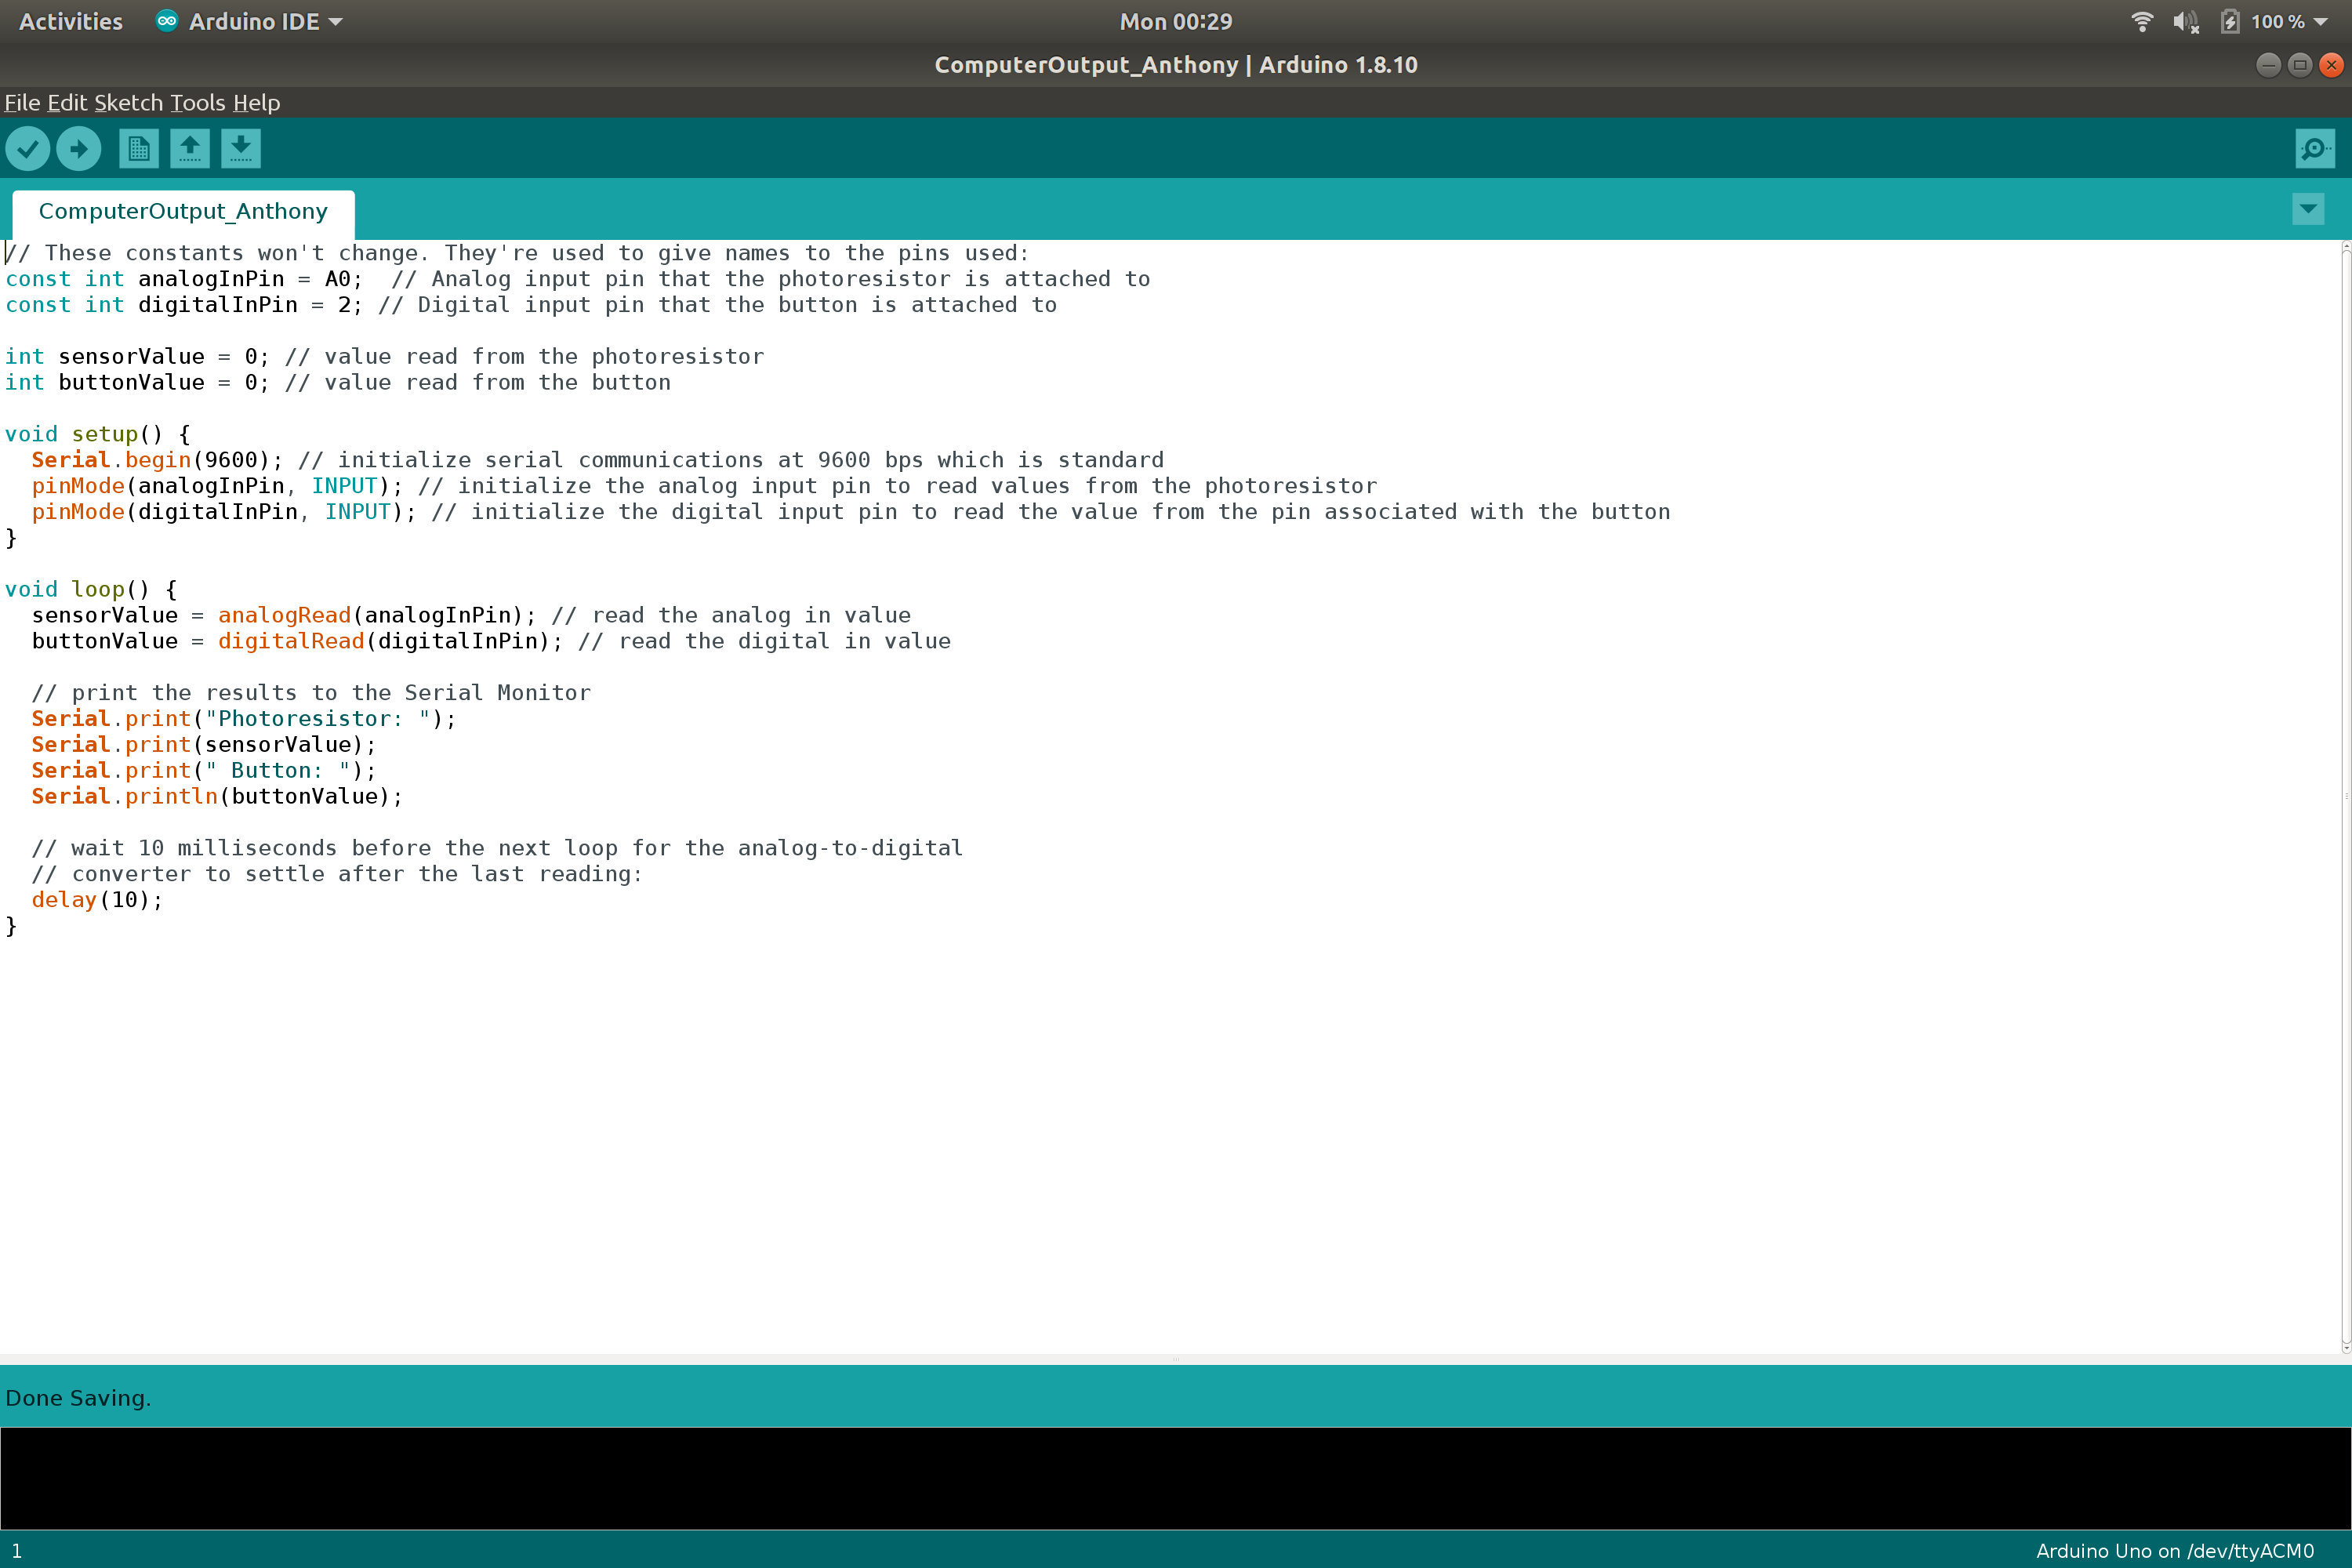 Activities Arduino IDE Mon 00:29 100 %
ComputerOutput_Anthony | Arduino 1.8.10
File Edit Sketch Tools Help
ComputerOutput_Anthony
// These constants won't change. They're used to give names to the pins used:
const int analogInPin = A0;  // Analog input pin that the photoresistor is attached to
const int digitalInPin = 2; // Digital input pin that the button is attached to
int sensorValue = 0; // value read from the photoresistor
int buttonValue = 0; // value read from the button
void setup() {
  Serial.begin(9600); // initialize serial communications at 9600 bps which is standard
  pinMode(analogInPin, INPUT); // initialize the analog input pin to read values from the photoresistor
  pinMode(digitalInPin, INPUT); // initialize the digital input pin to read the value from the pin associated with the button
}
void loop() {
  sensorValue = analogRead(analogInPin); // read the analog in value
  buttonValue = digitalRead(digitalInPin); // read the digital in value
  // print the results to the Serial Monitor
  Serial.print("Photoresistor: ");
  Serial.print(sensorValue);
  Serial.print(" Button: ");
  Serial.println(buttonValue);
  // wait 10 milliseconds before the next loop for the analog-to-digital
  // converter to settle after the last reading:
  delay(10);
}
Done Saving.
1 Arduino Uno on /dev/ttyACM0